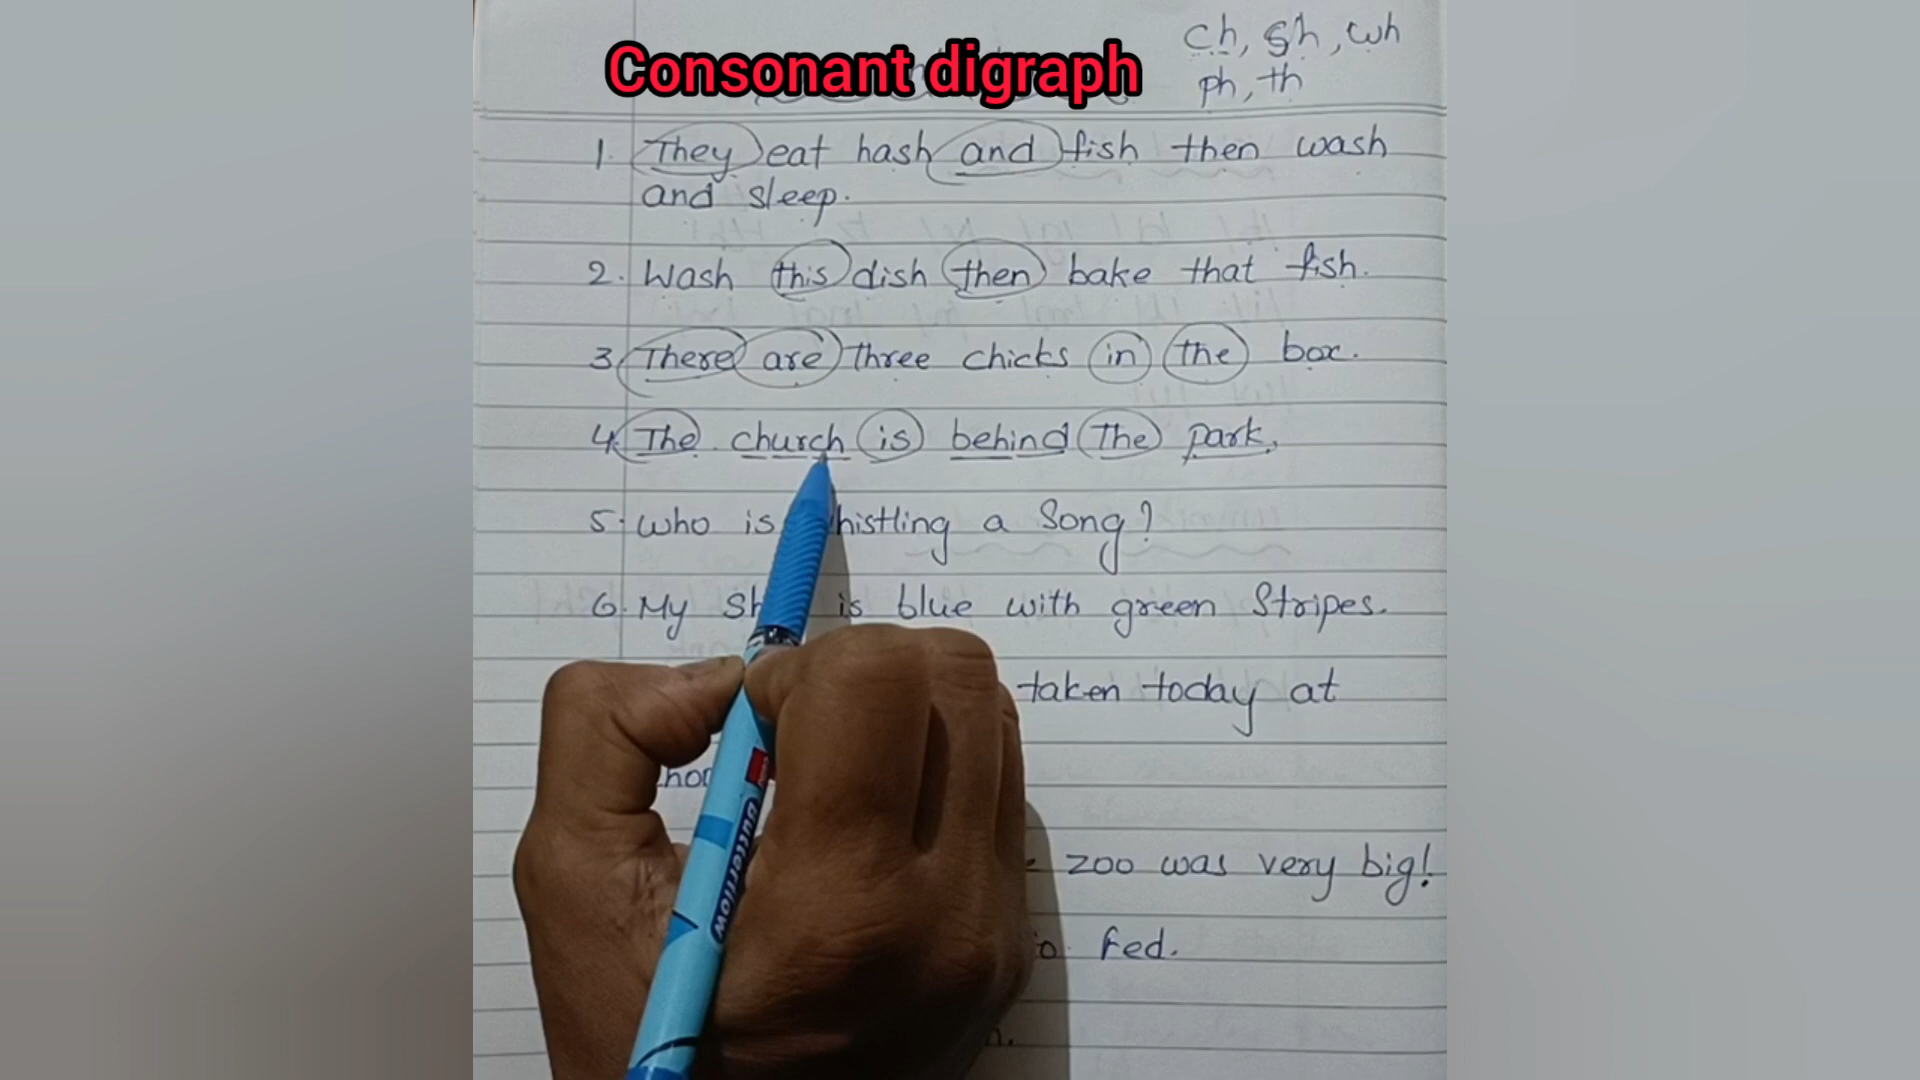 Consonant digraph
ch, sh, wh
ph, th
1. They eat hash and fish then wash
and sleep.
2. Wash this dish then bake that fish.
3. There are three chicks in the box.
4. The church is behind the park.
5. who is histling a Song?
6. My is blue with green Stripes.
taken today at
zoo was very big!
fed.
Butterflow